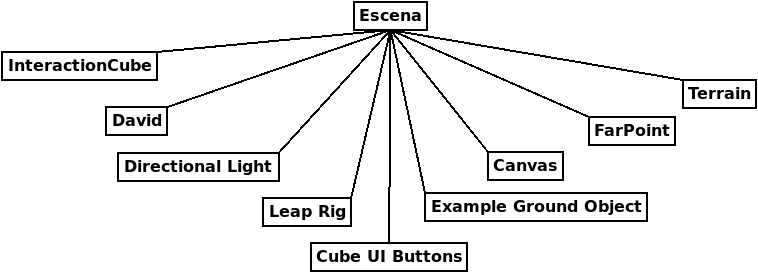 Escena
InteractionCube
Terrain
David
FarPoint
Directional Light
Canvas
Leap Rig
Example Ground Object
Cube UI Buttons